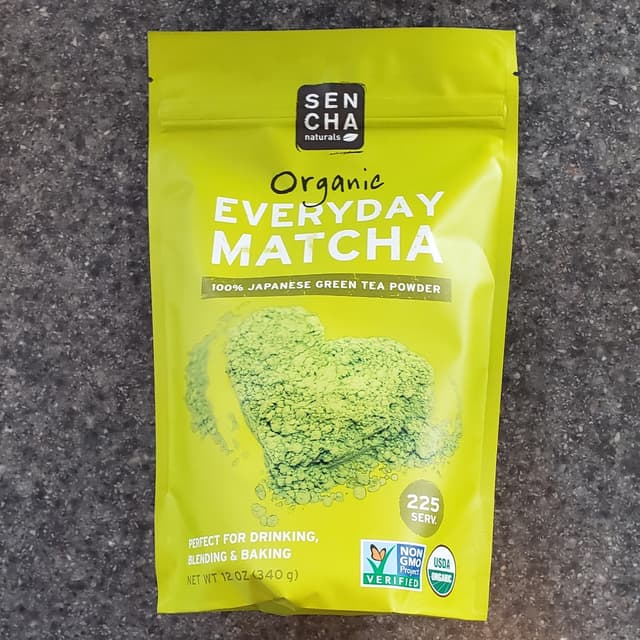 SEN
CHA
naturals
Organic
EVERYDAY
MATCHA
100% JAPANESE GREEN TEA POWDER
225
SERV.
PERFECT FOR DRINKING,
BLENDING & BAKING
NET WT 12 OZ (340 g)
NON
GMO
Project
VERIFIED
USDA
ORGANIC